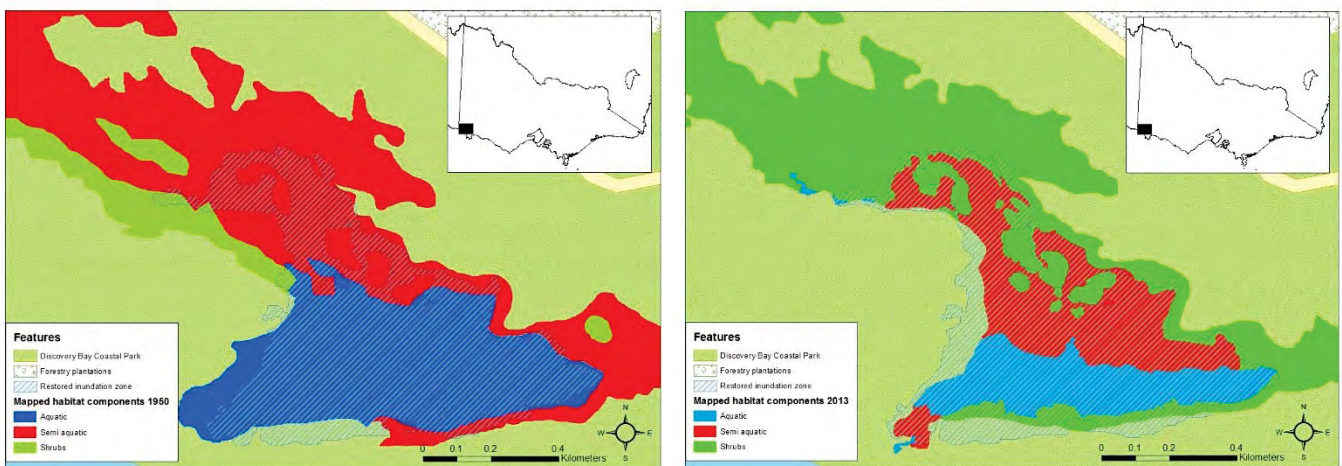 Features
Discovery Bay Coastal Park
Forestry plantations
Restored inundation zone
Mapped habitat components 1950
Aquatic
Semi aquatic
Shrubs
0 0.1 0.2 0.4
Kilometers
N
W E
S
Features
Discovery Bay Coastal Park
Forestry plantations
Restored inundation zone
Mapped habitat components 2013
Aquatic
Semi aquatic
Shrubs
0 0.1 0.2 0.4
Kilometers
N
W E
S